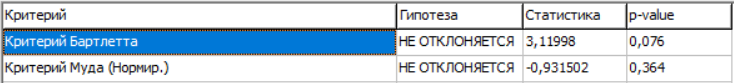 Критерий Гипотеза Статистика p-value
Критерий Бартлетта НЕ ОТКЛОНЯЕТСЯ 3,11998 0,076
Критерий Муда (Нормир.) НЕ ОТКЛОНЯЕТСЯ -0,931502 0,364